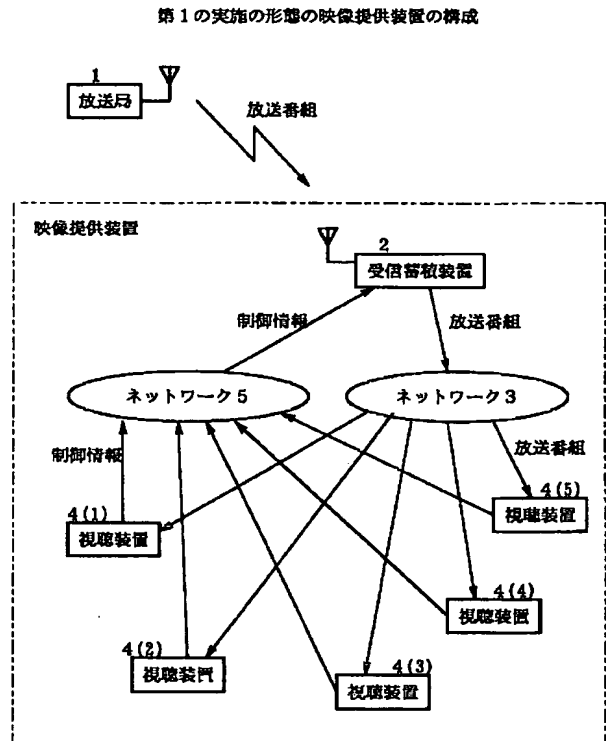 第1の実施の形態の映像提供装置の構成
1
放送局
放送番組
映像提供装置
2
受信蓄積装置
制御情報
放送番組
ネットワーク5
ネットワーク3
制御情報
放送番組
4(1)
視聴装置
4(5)
視聴装置
4(4)
視聴装置
4(2)
視聴装置
4(3)
視聴装置